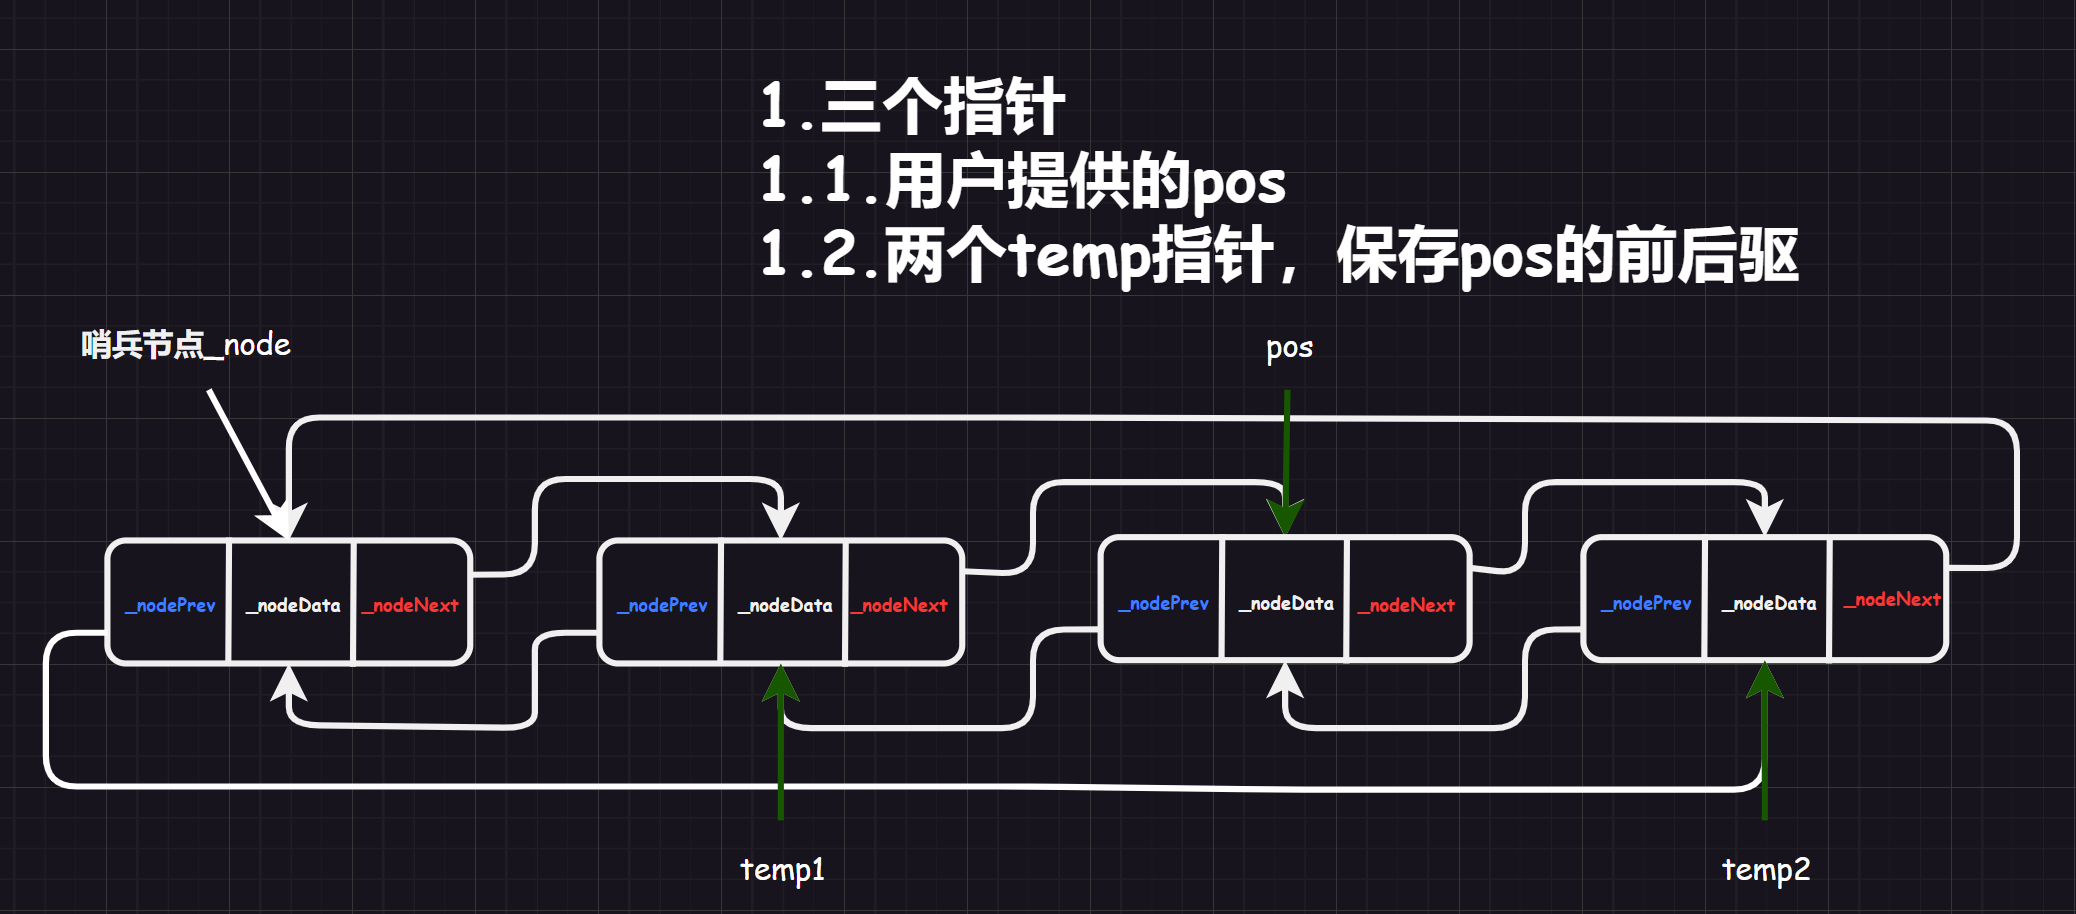 1.三个指针
1.1.用户提供的pos
1.2.两个temp指针，保存pos的前后驱
哨兵节点_node
pos
_nodePrev _nodeData _nodeNext
_nodePrev _nodeData _nodeNext
_nodePrev _nodeData _nodeNext
_nodePrev _nodeData _nodeNext
temp1
temp2